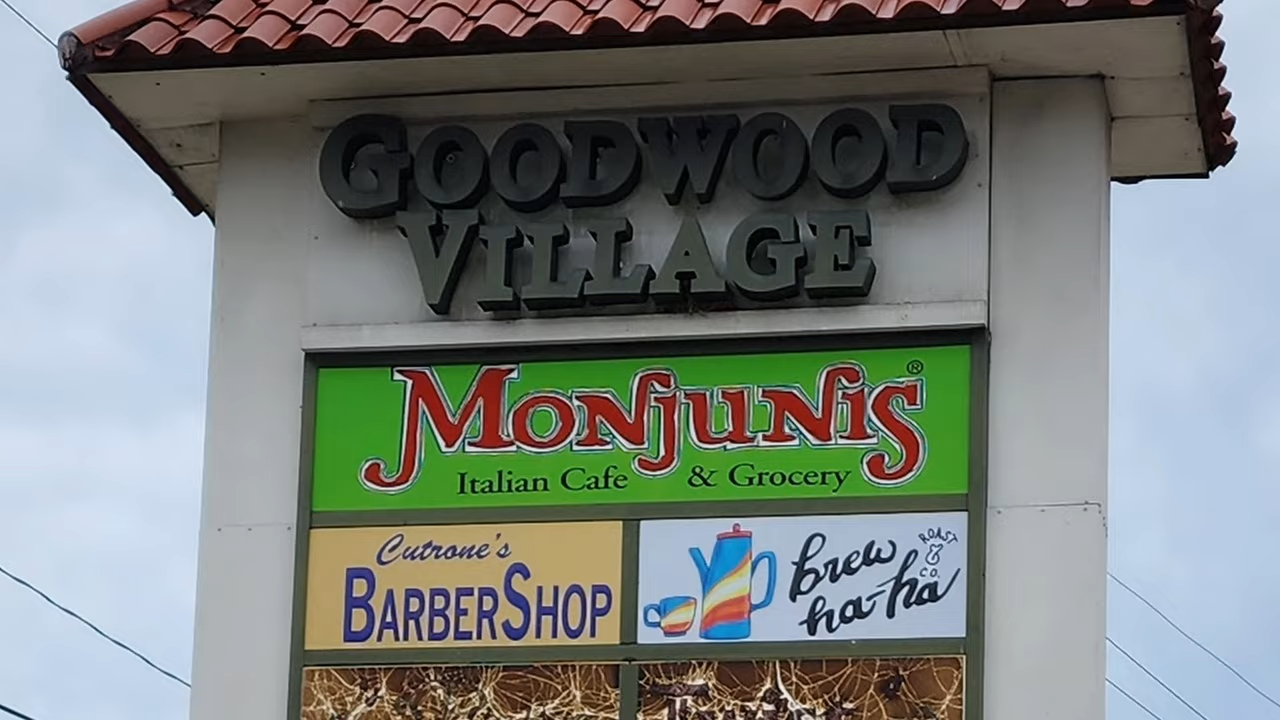 GOODWOOD
VILLAGE
MONJUNIS®
Italian Cafe & Grocery
Cutrone's
BARBERSHOP
brew
ha-ha
ROAST
& CO.